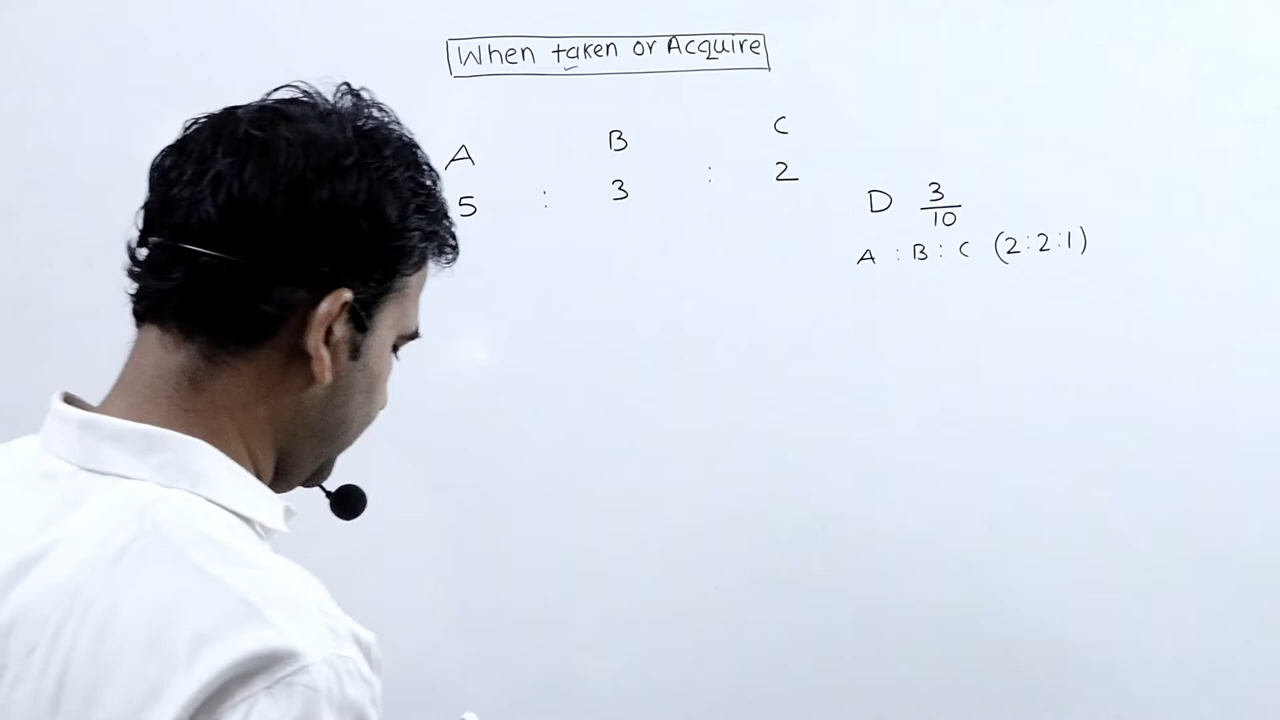 When taken or Acquire
A B C
5 : 3 : 2
D 3/10
A : B : C (2:2:1)